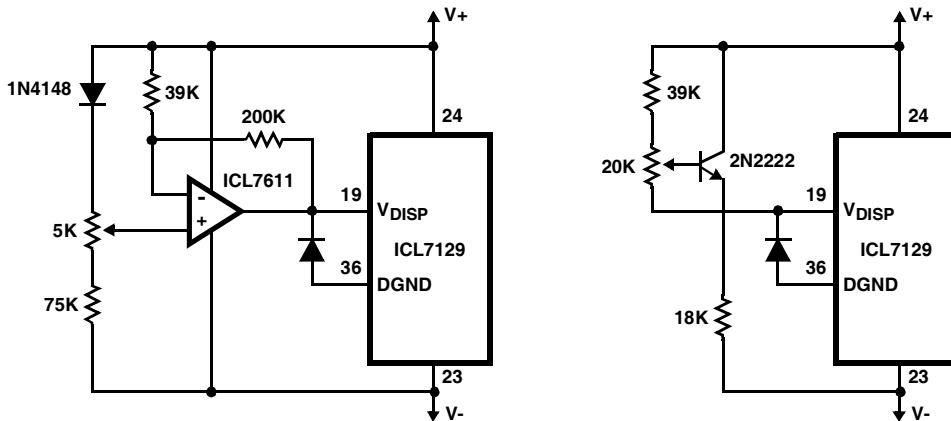 V+
1N4148
39K
200K
24
ICL7611
-
+
5K
19
VDISP
ICL7129
36
DGND
75K
23
V-
V+
39K
24
20K
2N2222
19
VDISP
ICL7129
36
DGND
18K
23
V-